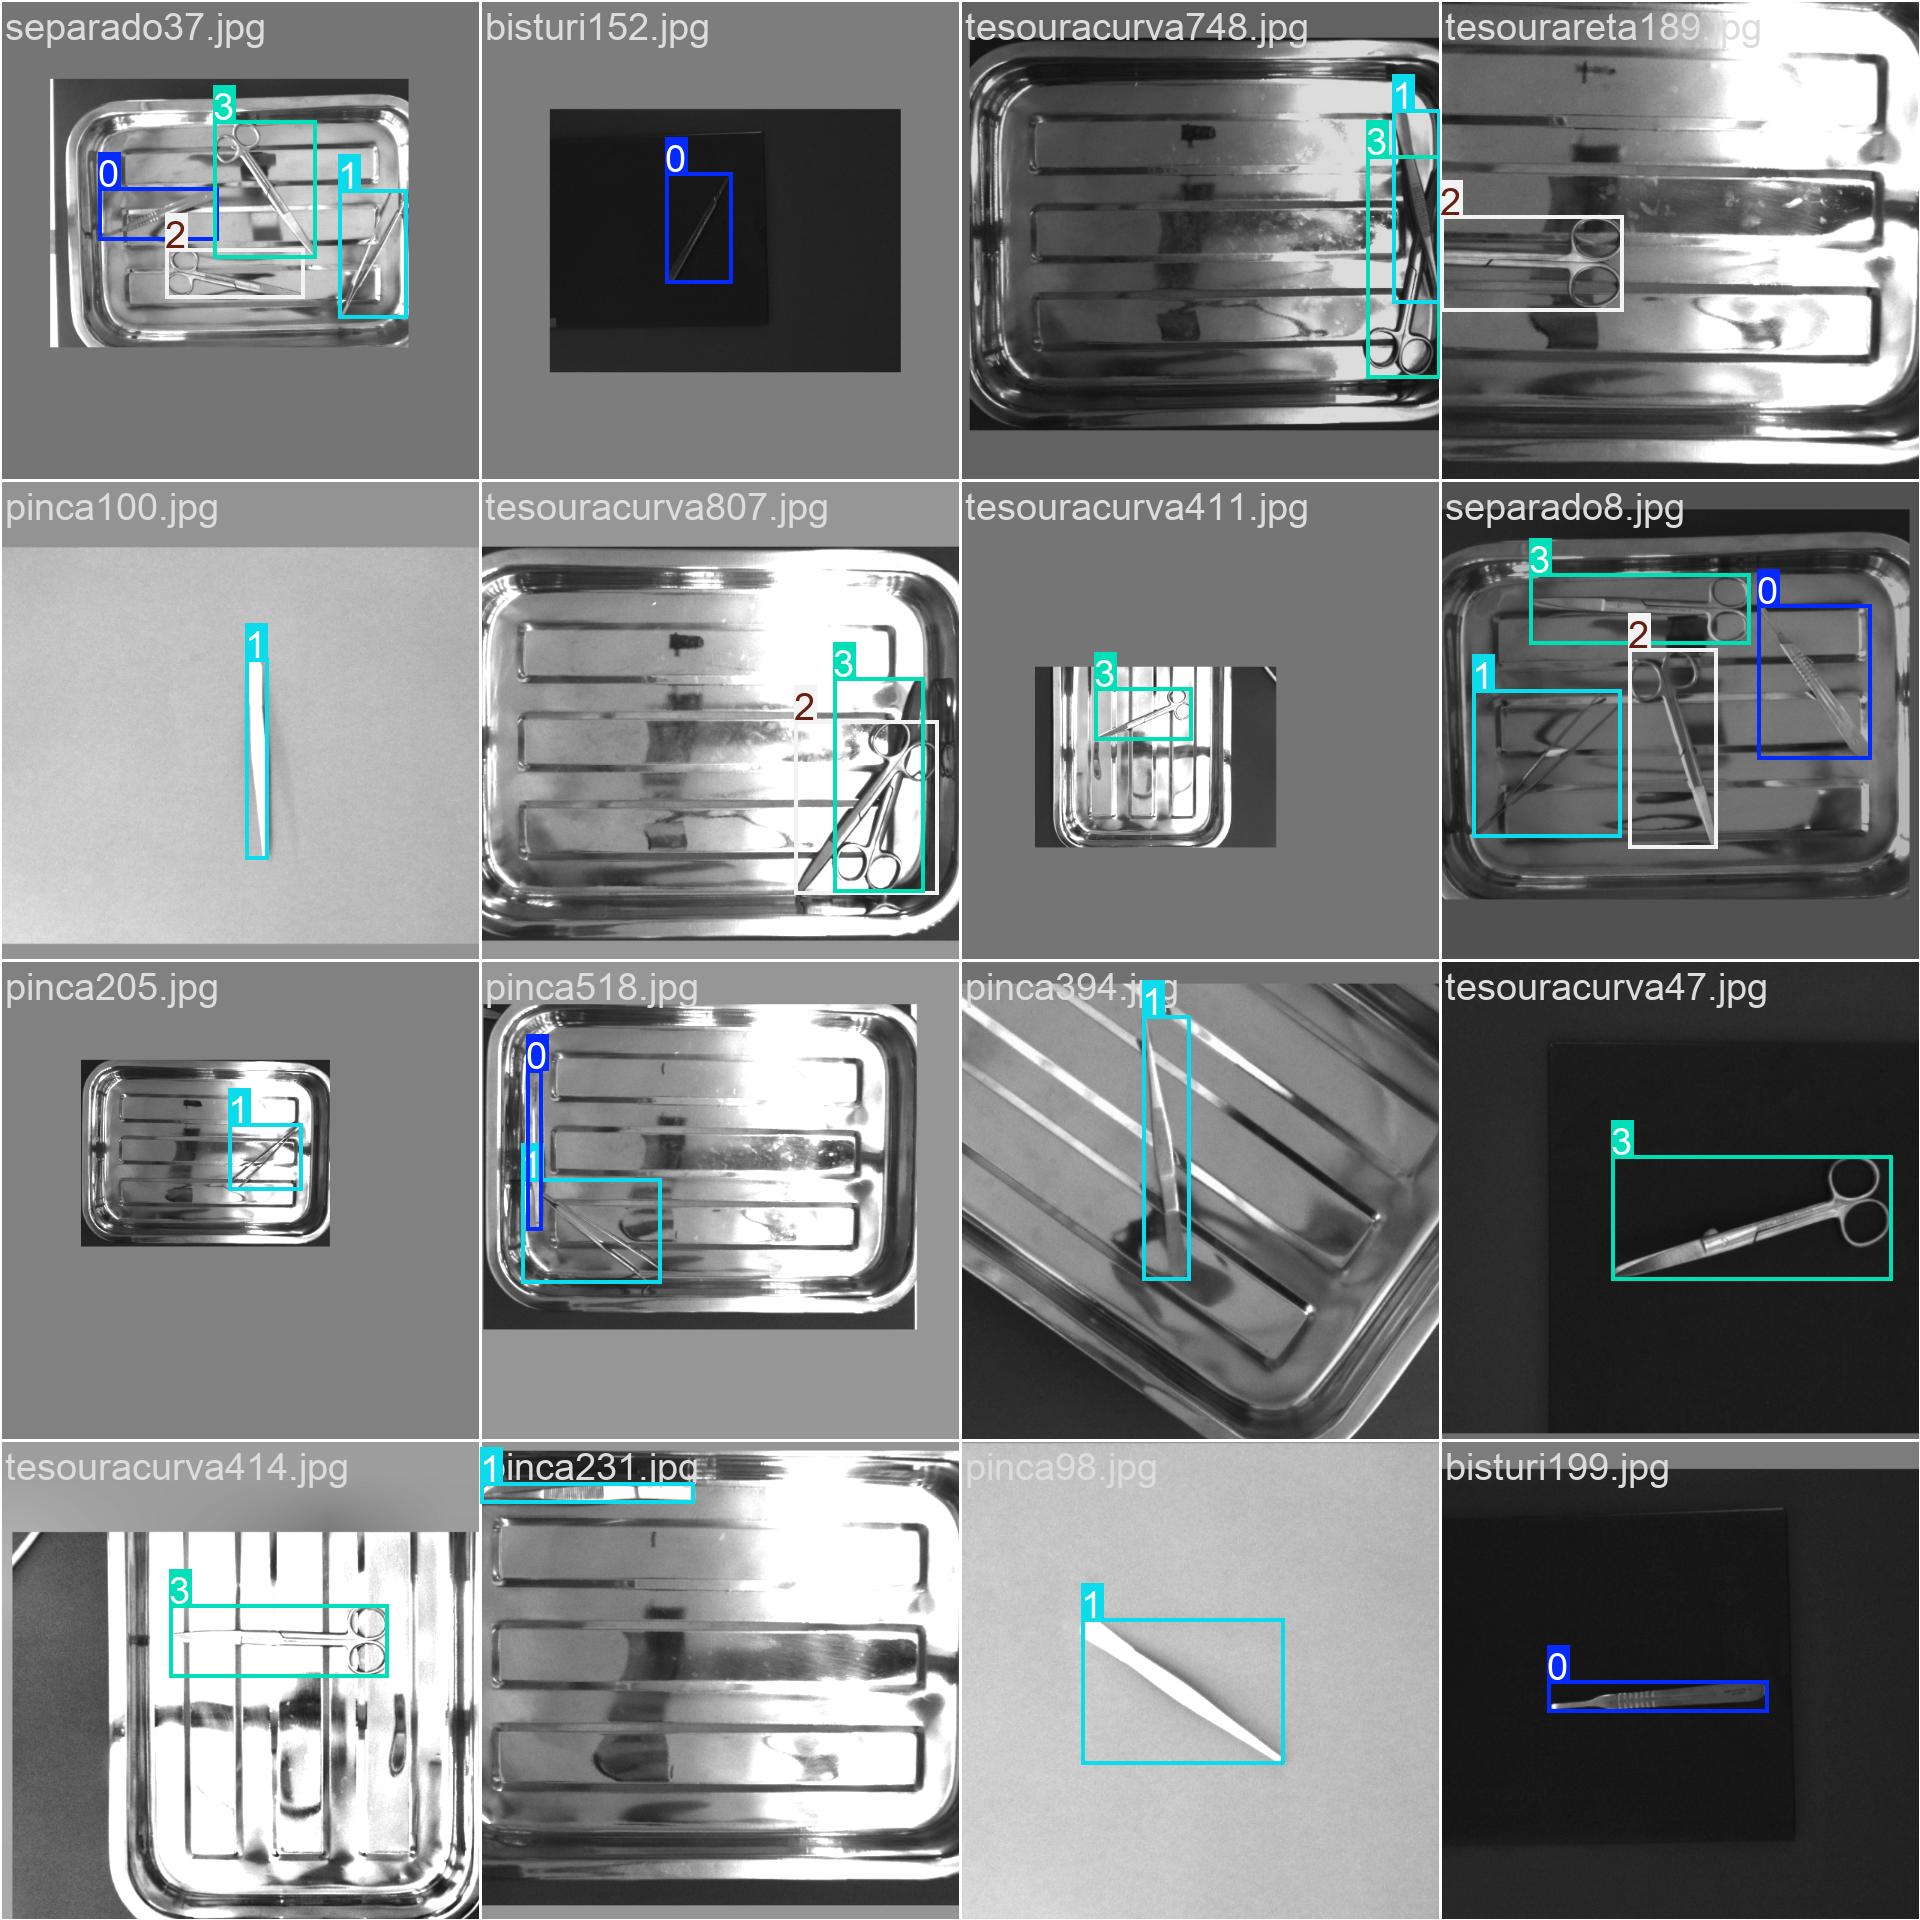 separado37.jpg
bisturi152.jpg
tesouracurva748.jpg
tesourareta189.jpg
3
0
1
2
0
1
3
2
pinca100.jpg
tesouracurva807.jpg
tesouracurva411.jpg
separado8.jpg
1
3
2
3
3
0
2
1
pinca205.jpg
pinca518.jpg
pinca394.jpg
tesouracurva47.jpg
1
0
1
1
3
tesouracurva414.jpg
pinca231.jpg
pinca98.jpg
bisturi199.jpg
3
1
1
0